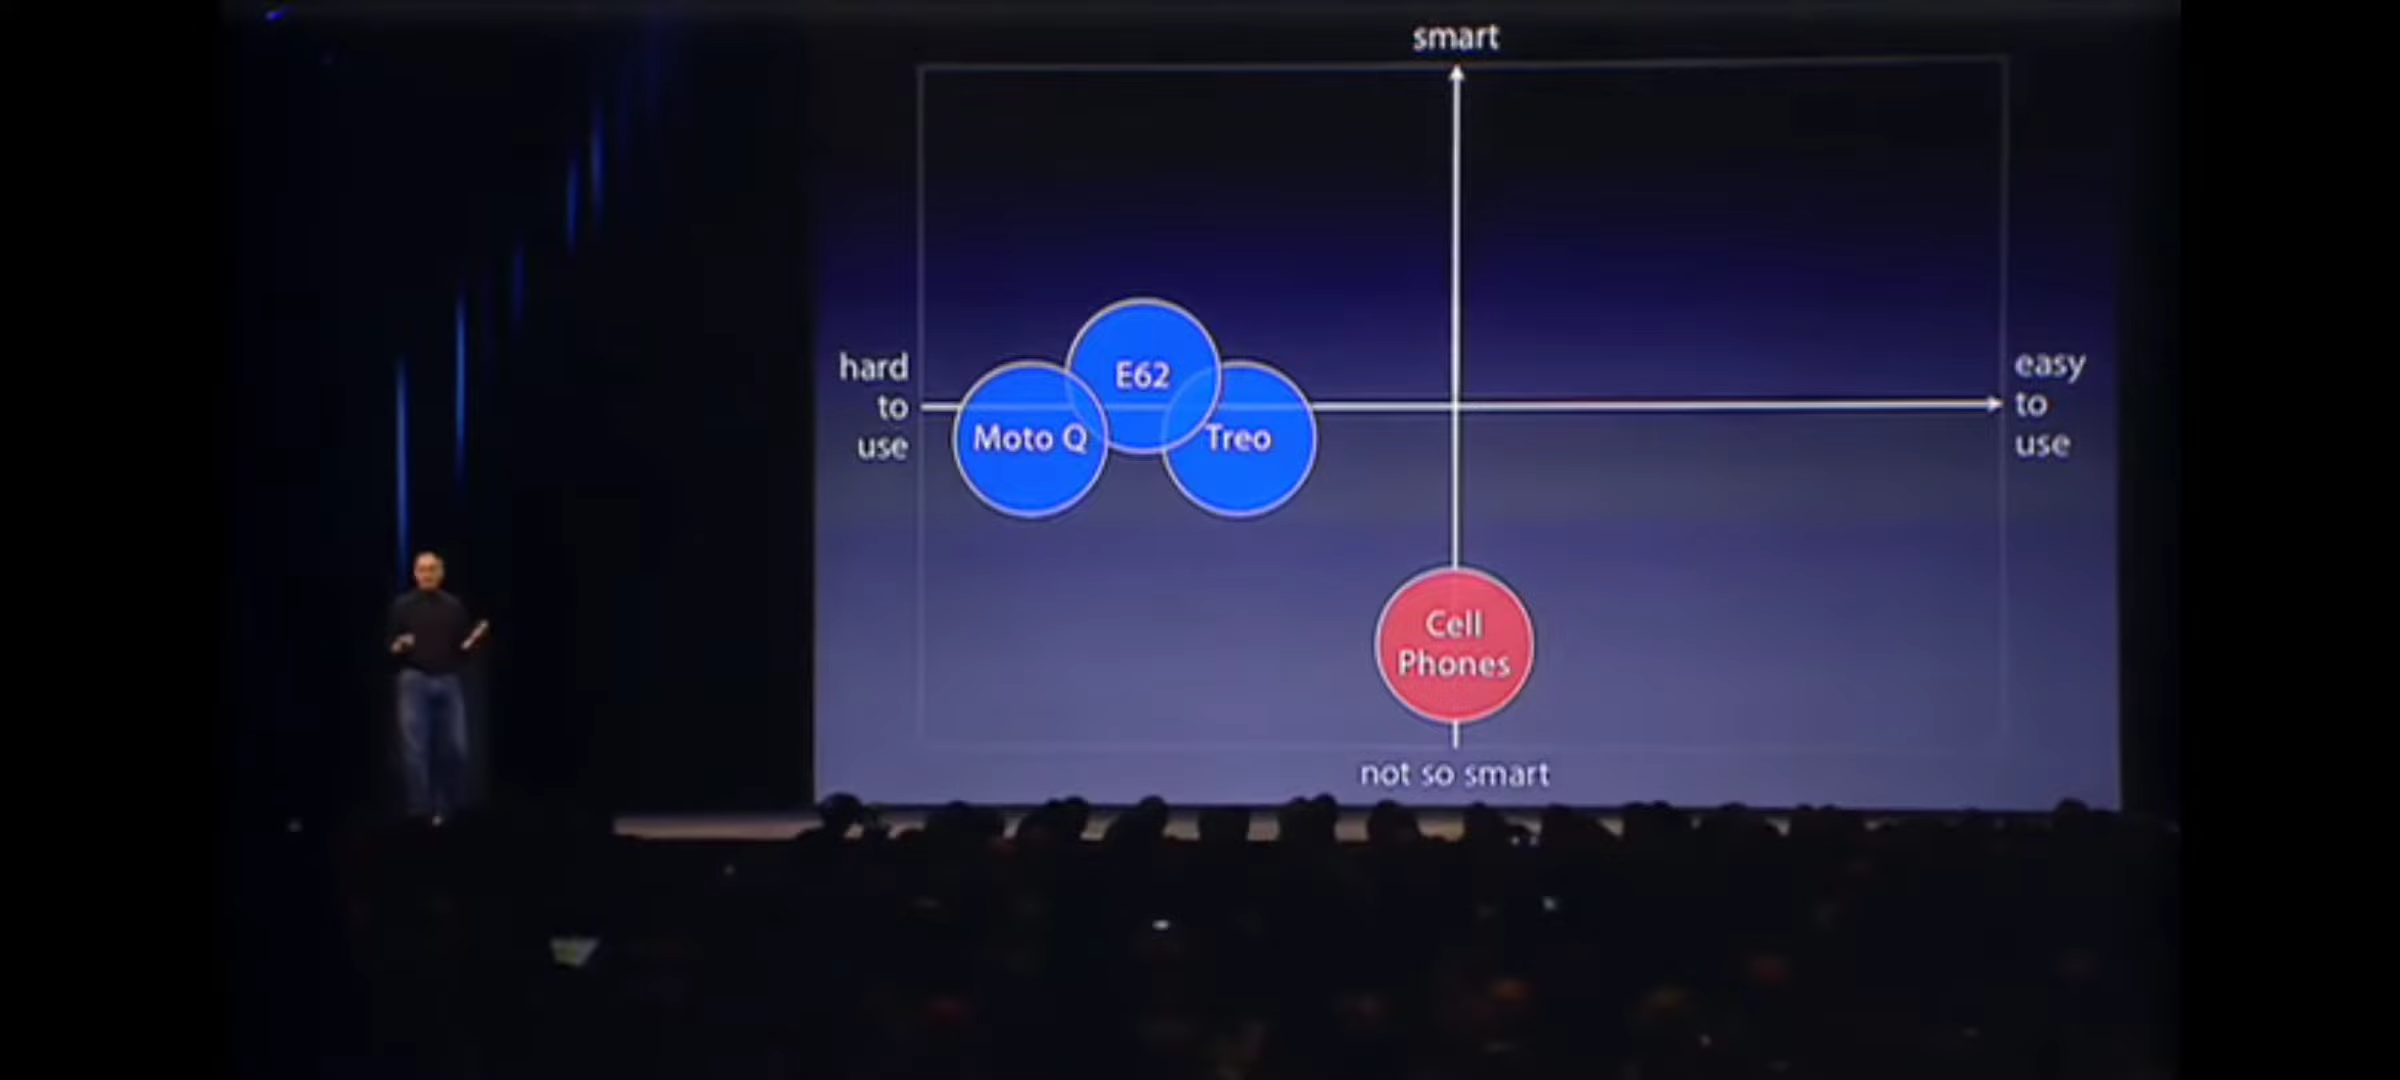 smart
hard
to
use
E62
Moto Q
Treo
easy
to
use
Cell
Phones
not so smart